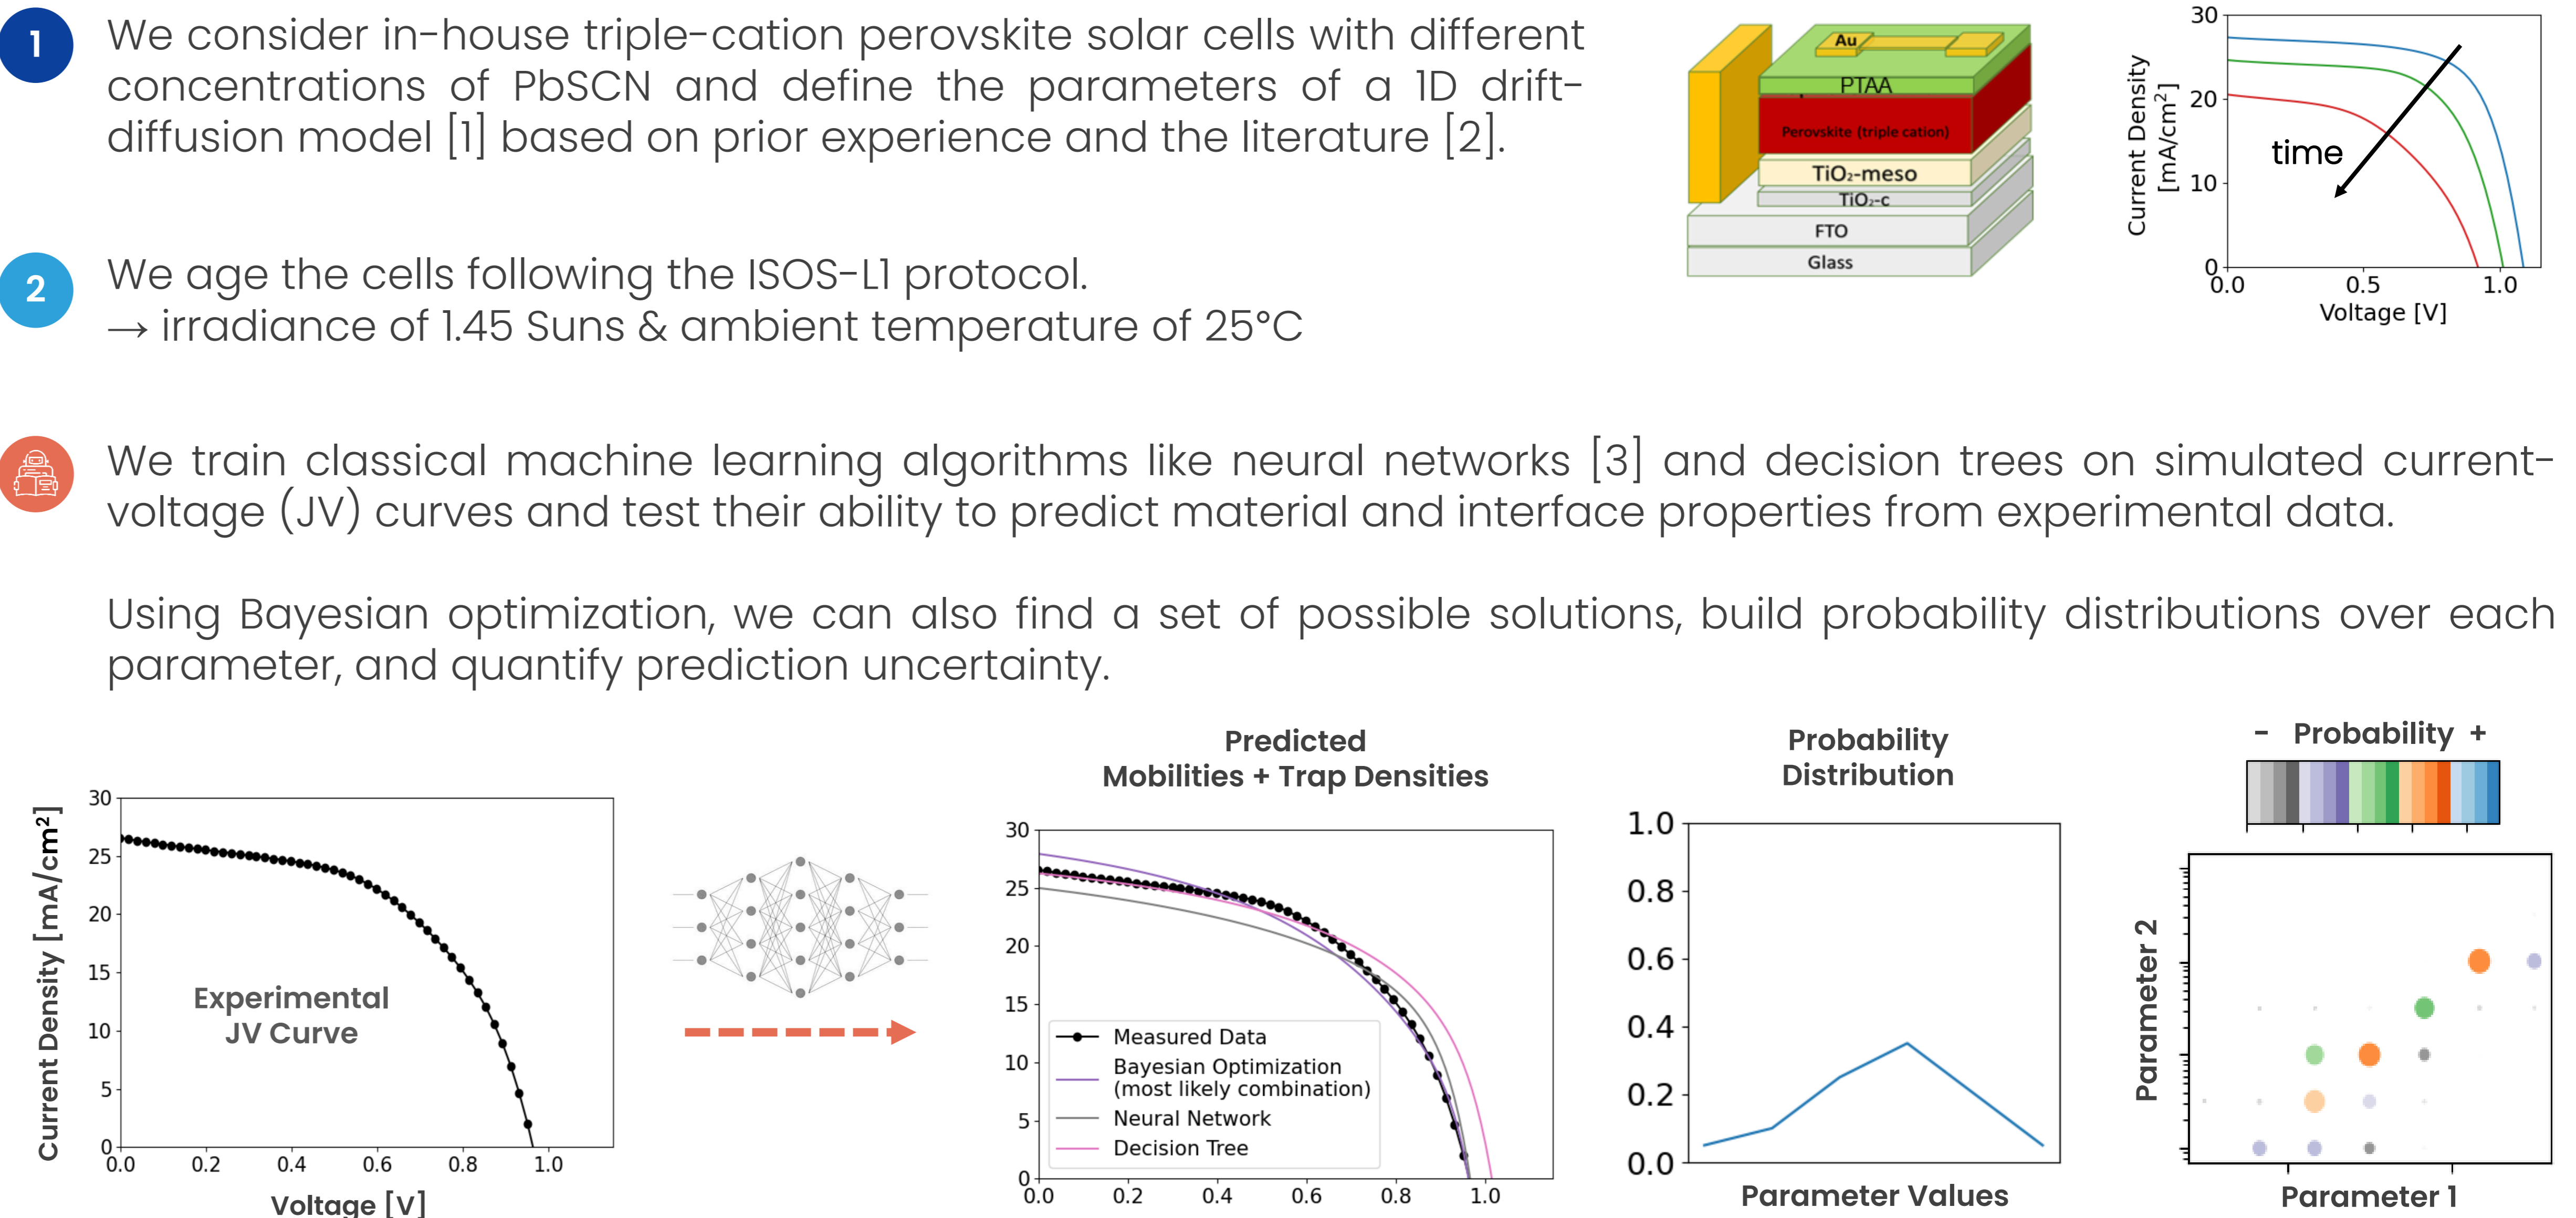 1
We consider in-house triple-cation perovskite solar cells with different
concentrations of PbSCN and define the parameters of a 1D drift-
diffusion model [1] based on prior experience and the literature [2].
Au
PTAA
Perovskite (triple cation)
TiO₂-meso
TiO₂-c
FTO
Glass
Current Density
[mA/cm²]
30
20
10
0
time
0.0 0.5 1.0
Voltage [V]
2
We age the cells following the ISOS-L1 protocol.
→ irradiance of 1.45 Suns & ambient temperature of 25°C
We train classical machine learning algorithms like neural networks [3] and decision trees on simulated current-
voltage (JV) curves and test their ability to predict material and interface properties from experimental data.
Using Bayesian optimization, we can also find a set of possible solutions, build probability distributions over each
parameter, and quantify prediction uncertainty.
Current Density [mA/cm²]
30
25
20
15
10
5
0
Experimental
JV Curve
0.0 0.2 0.4 0.6 0.8 1.0
Voltage [V]
Predicted
Mobilities + Trap Densities
30
25
20
15
10
5
0
Measured Data
Bayesian Optimization
(most likely combination)
Neural Network
Decision Tree
0.0 0.2 0.4 0.6 0.8 1.0
Probability
Distribution
1.0
0.8
0.6
0.4
0.2
0.0
Parameter Values
- Probability +
Parameter 2
Parameter 1